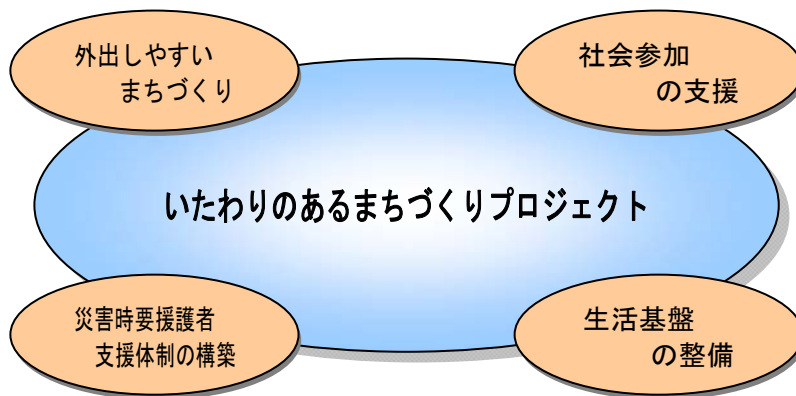 外出しやすい
まちづくり
社会参加
の支援
いたわりのあるまちづくりプロジェクト
災害時要援護者
支援体制の構築
生活基盤
の整備